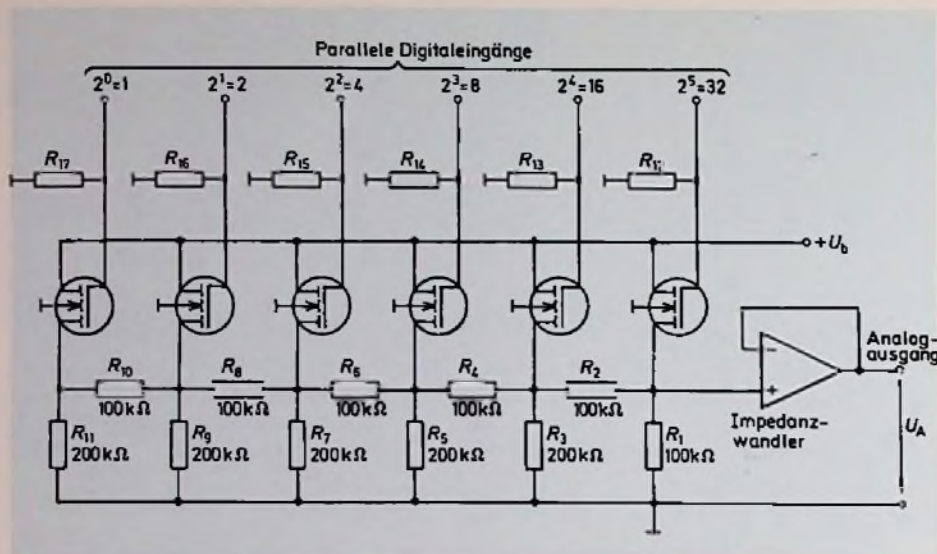 Parallele Digitaleingänge
2⁰=1 2¹=2 2²=4 2³=8 2⁴=16 2⁵=32
R₁₇ R₁₆ R₁₅ R₁₄ R₁₃
+U_b
R₁₀ R₈ R₆ R₄ R₂
100kΩ 100kΩ 100kΩ 100kΩ 100kΩ
R₁₁ R₉ R₇ R₅ R₃ R₁
200kΩ 200kΩ 200kΩ 200kΩ 200kΩ 100kΩ
−
+
Impedanz-
wandler
Analog-
ausgang
U_A